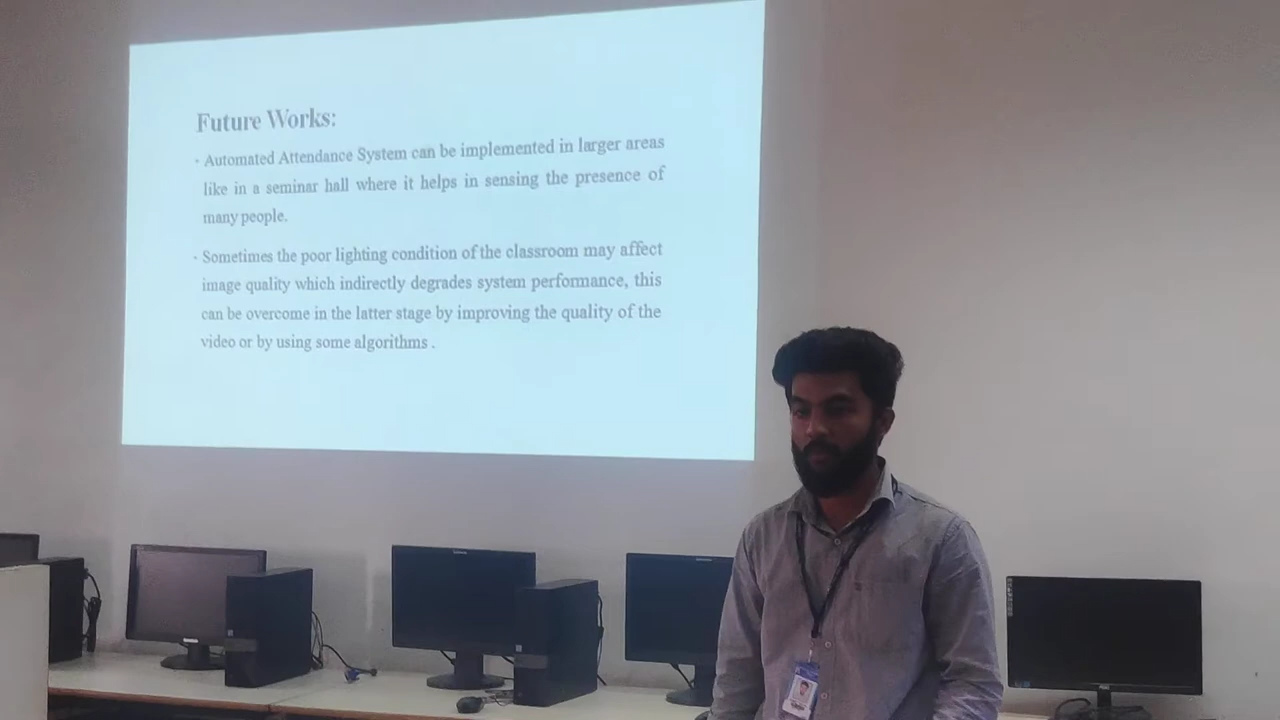 Future Works:
• Automated Attendance System can be implemented in larger areas
like in a seminar hall where it helps in sensing the presence of
many people.
• Sometimes the poor lighting condition of the classroom may affect
image quality which indirectly degrades system performance, this
can be overcome in the latter stage by improving the quality of the
video or by using some algorithms .